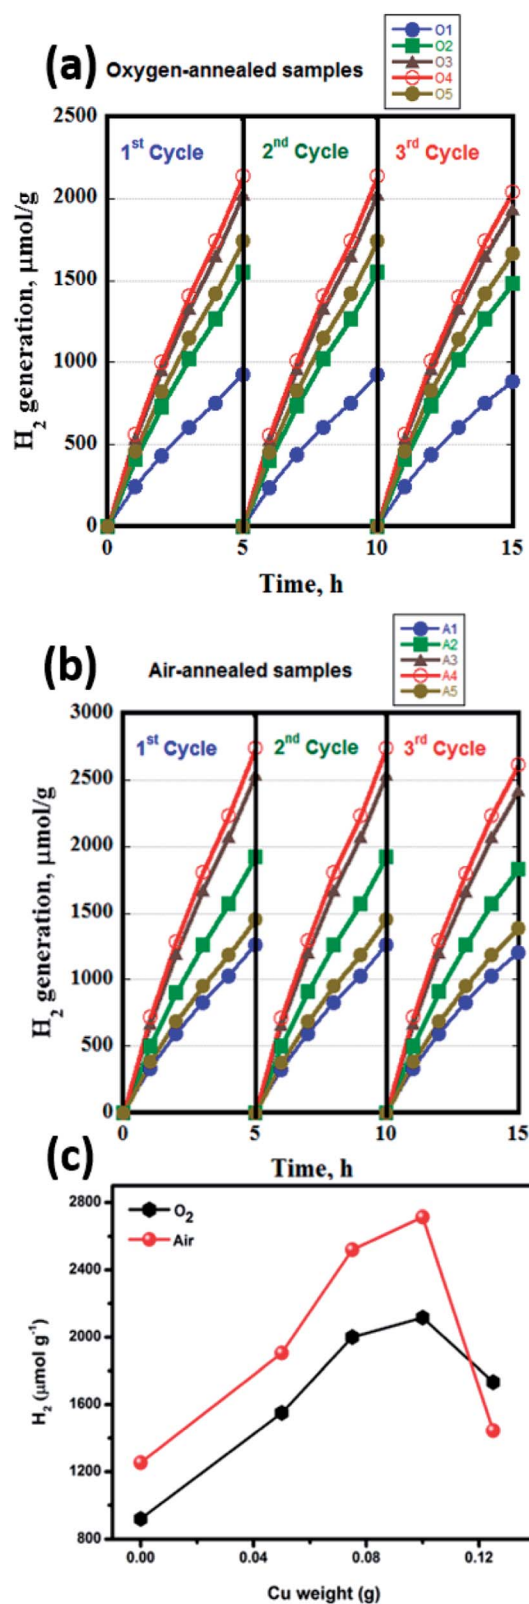 (a) Oxygen-annealed samples
O1
O2
O3
O4
O5
2500
2000
1500
1000
500
0
H2 generation, μmol/g
1st Cycle
2nd Cycle
3rd Cycle
0 5 10 15
Time, h
(b) Air-annealed samples
A1
A2
A3
A4
A5
3000
2500
2000
1500
1000
500
0
H2 generation, μmol/g
1st Cycle
2nd Cycle
3rd Cycle
0 5 10 15
Time, h
(c)
O2
Air
2800
2400
2000
1600
1200
800
H2 (μmol g-1)
0.00 0.04 0.08 0.12
Cu weight (g)